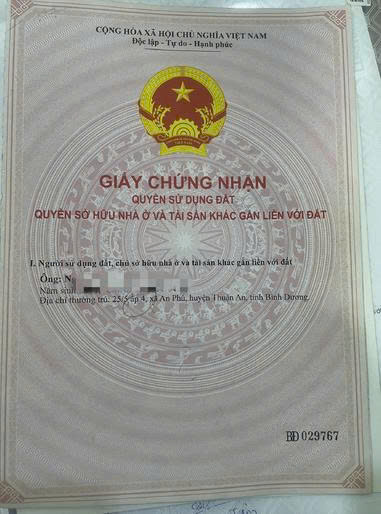 CỘNG HÒA XÃ HỘI CHỦ NGHĨA VIỆT NAM
Độc lập - Tự do - Hạnh phúc
GIẤY CHỨNG NHẬN
QUYỀN SỬ DỤNG ĐẤT
QUYỀN SỞ HỮU NHÀ Ở VÀ TÀI SẢN KHÁC GẮN LIỀN VỚI ĐẤT
I. Người sử dụng đất, chủ sở hữu nhà ở và tài sản khác gắn liền với đất
Ông: N
Năm sinh
Địa chỉ thường trú: 25/5 ấp 4, xã An Phú, huyện Thuận An, tỉnh Bình Dương.
BĐ 029767